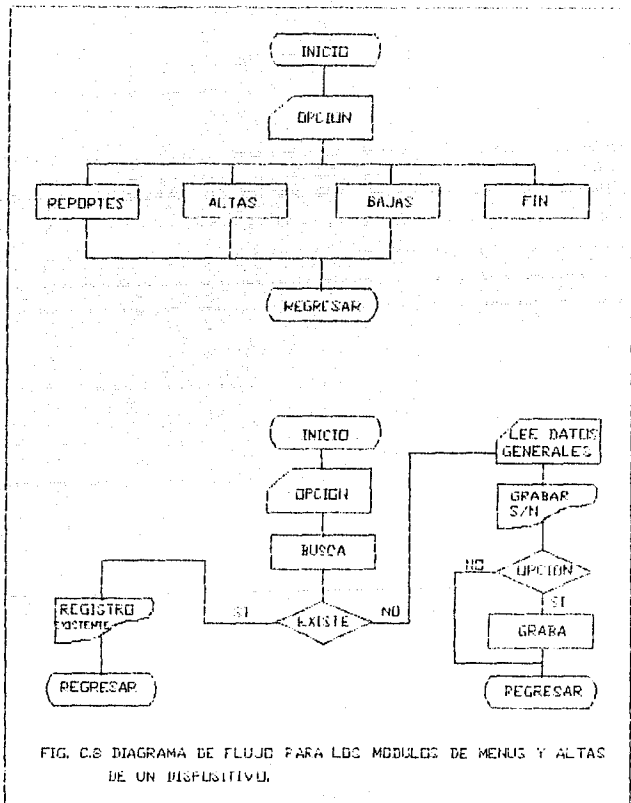 INICIO
OPCION
REPORTES
ALTAS
BAJAS
FIN
REGRESAR
INICIO
OPCION
BUSCA
EXISTE
SI
NO
REGISTRO
EXISTENTE
REGRESAR
LEE DATOS
GENERALES
GRABAR
S/N
OPCION
NO
SI
GRABA
REGRESAR
FIG. C.8 DIAGRAMA DE FLUJO PARA LOS MODULOS DE MENUS Y ALTAS
DE UN DISPOSITIVO.